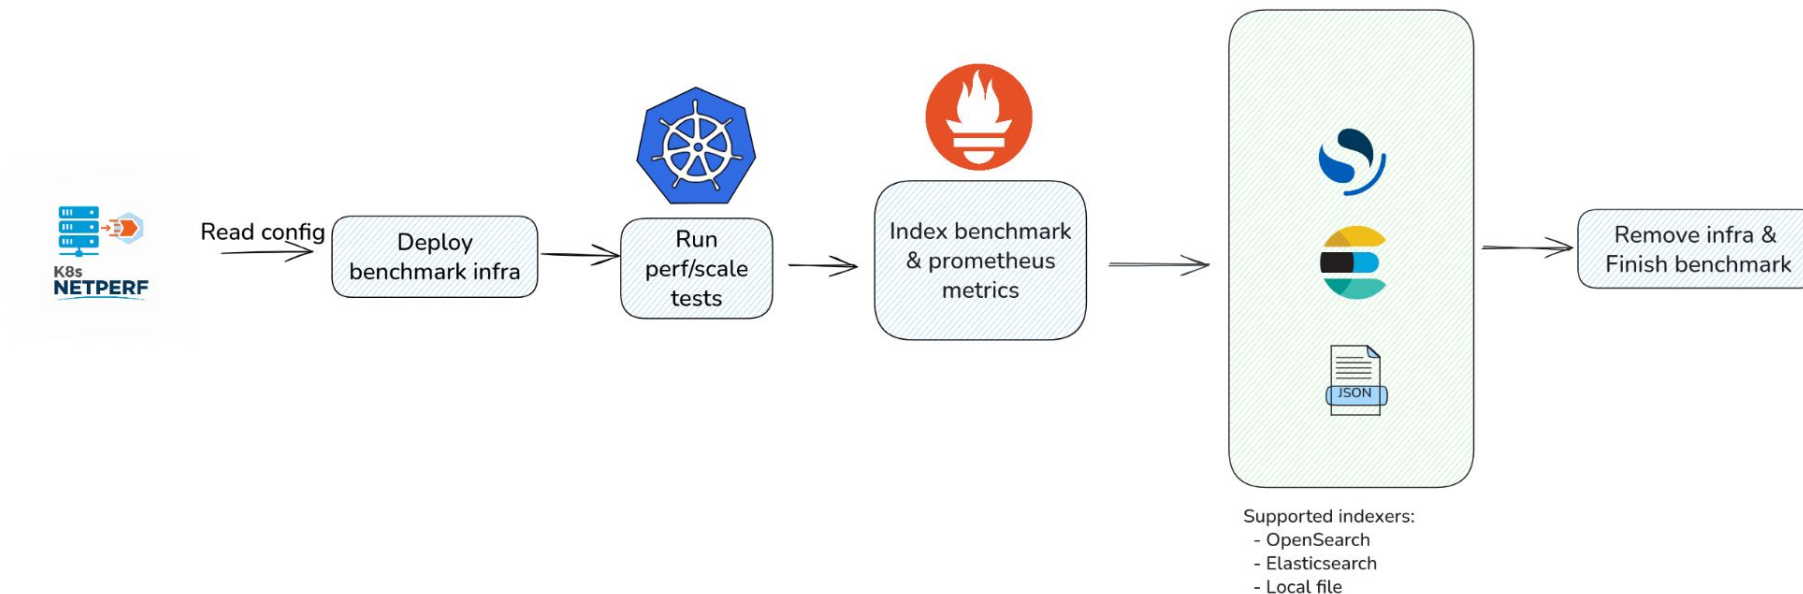 K8s
NETPERF
Read config
Deploy
benchmark infra
Run
perf/scale
tests
Index benchmark
& prometheus
metrics
JSON
Supported indexers:
- OpenSearch
- Elasticsearch
- Local file
Remove infra &
Finish benchmark